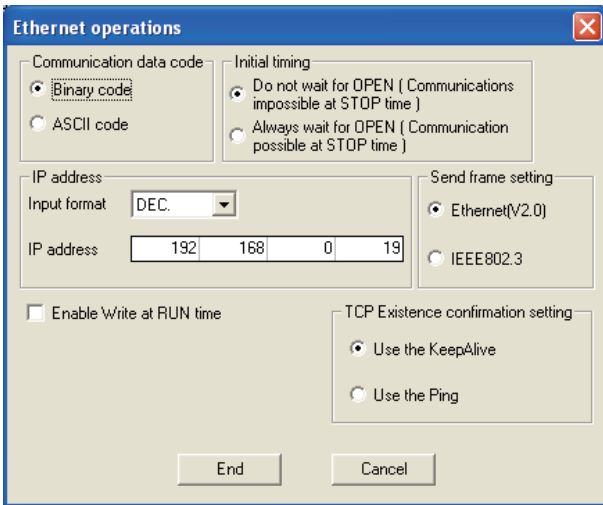 Ethernet operations
Communication data code
Binary code
ASCII code
Initial timing
Do not wait for OPEN ( Communications
impossible at STOP time )
Always wait for OPEN ( Communication
possible at STOP time )
IP address
Input format DEC.
IP address 192 168 0 19
Send frame setting
Ethernet(V2.0)
IEEE802.3
Enable Write at RUN time
TCP Existence confirmation setting
Use the KeepAlive
Use the Ping
End Cancel